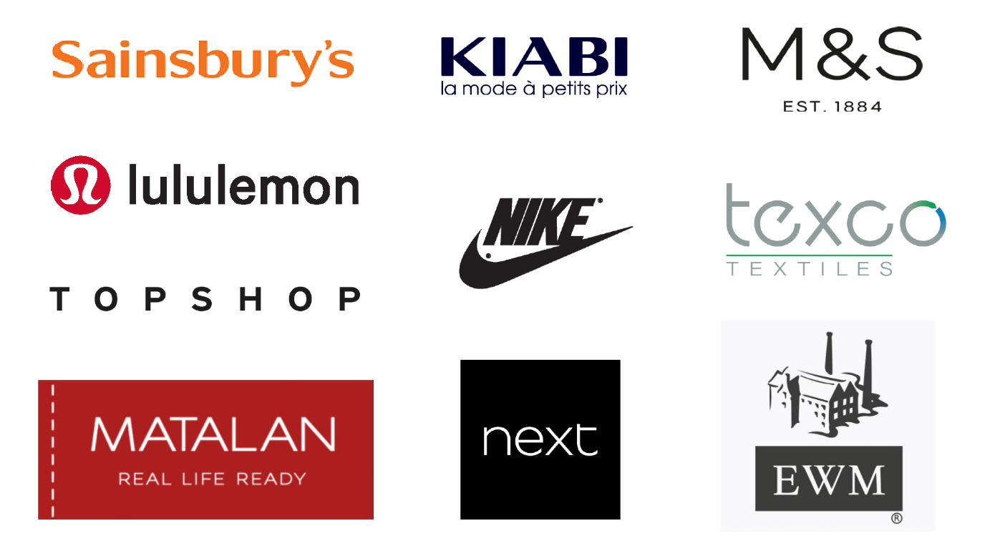 Sainsbury's
KIABI
la mode à petits prix
M&S
EST. 1884
lululemon
NIKE®
texco
TEXTILES
TOPSHOP
MATALAN
REAL LIFE READY
next
EWM
®